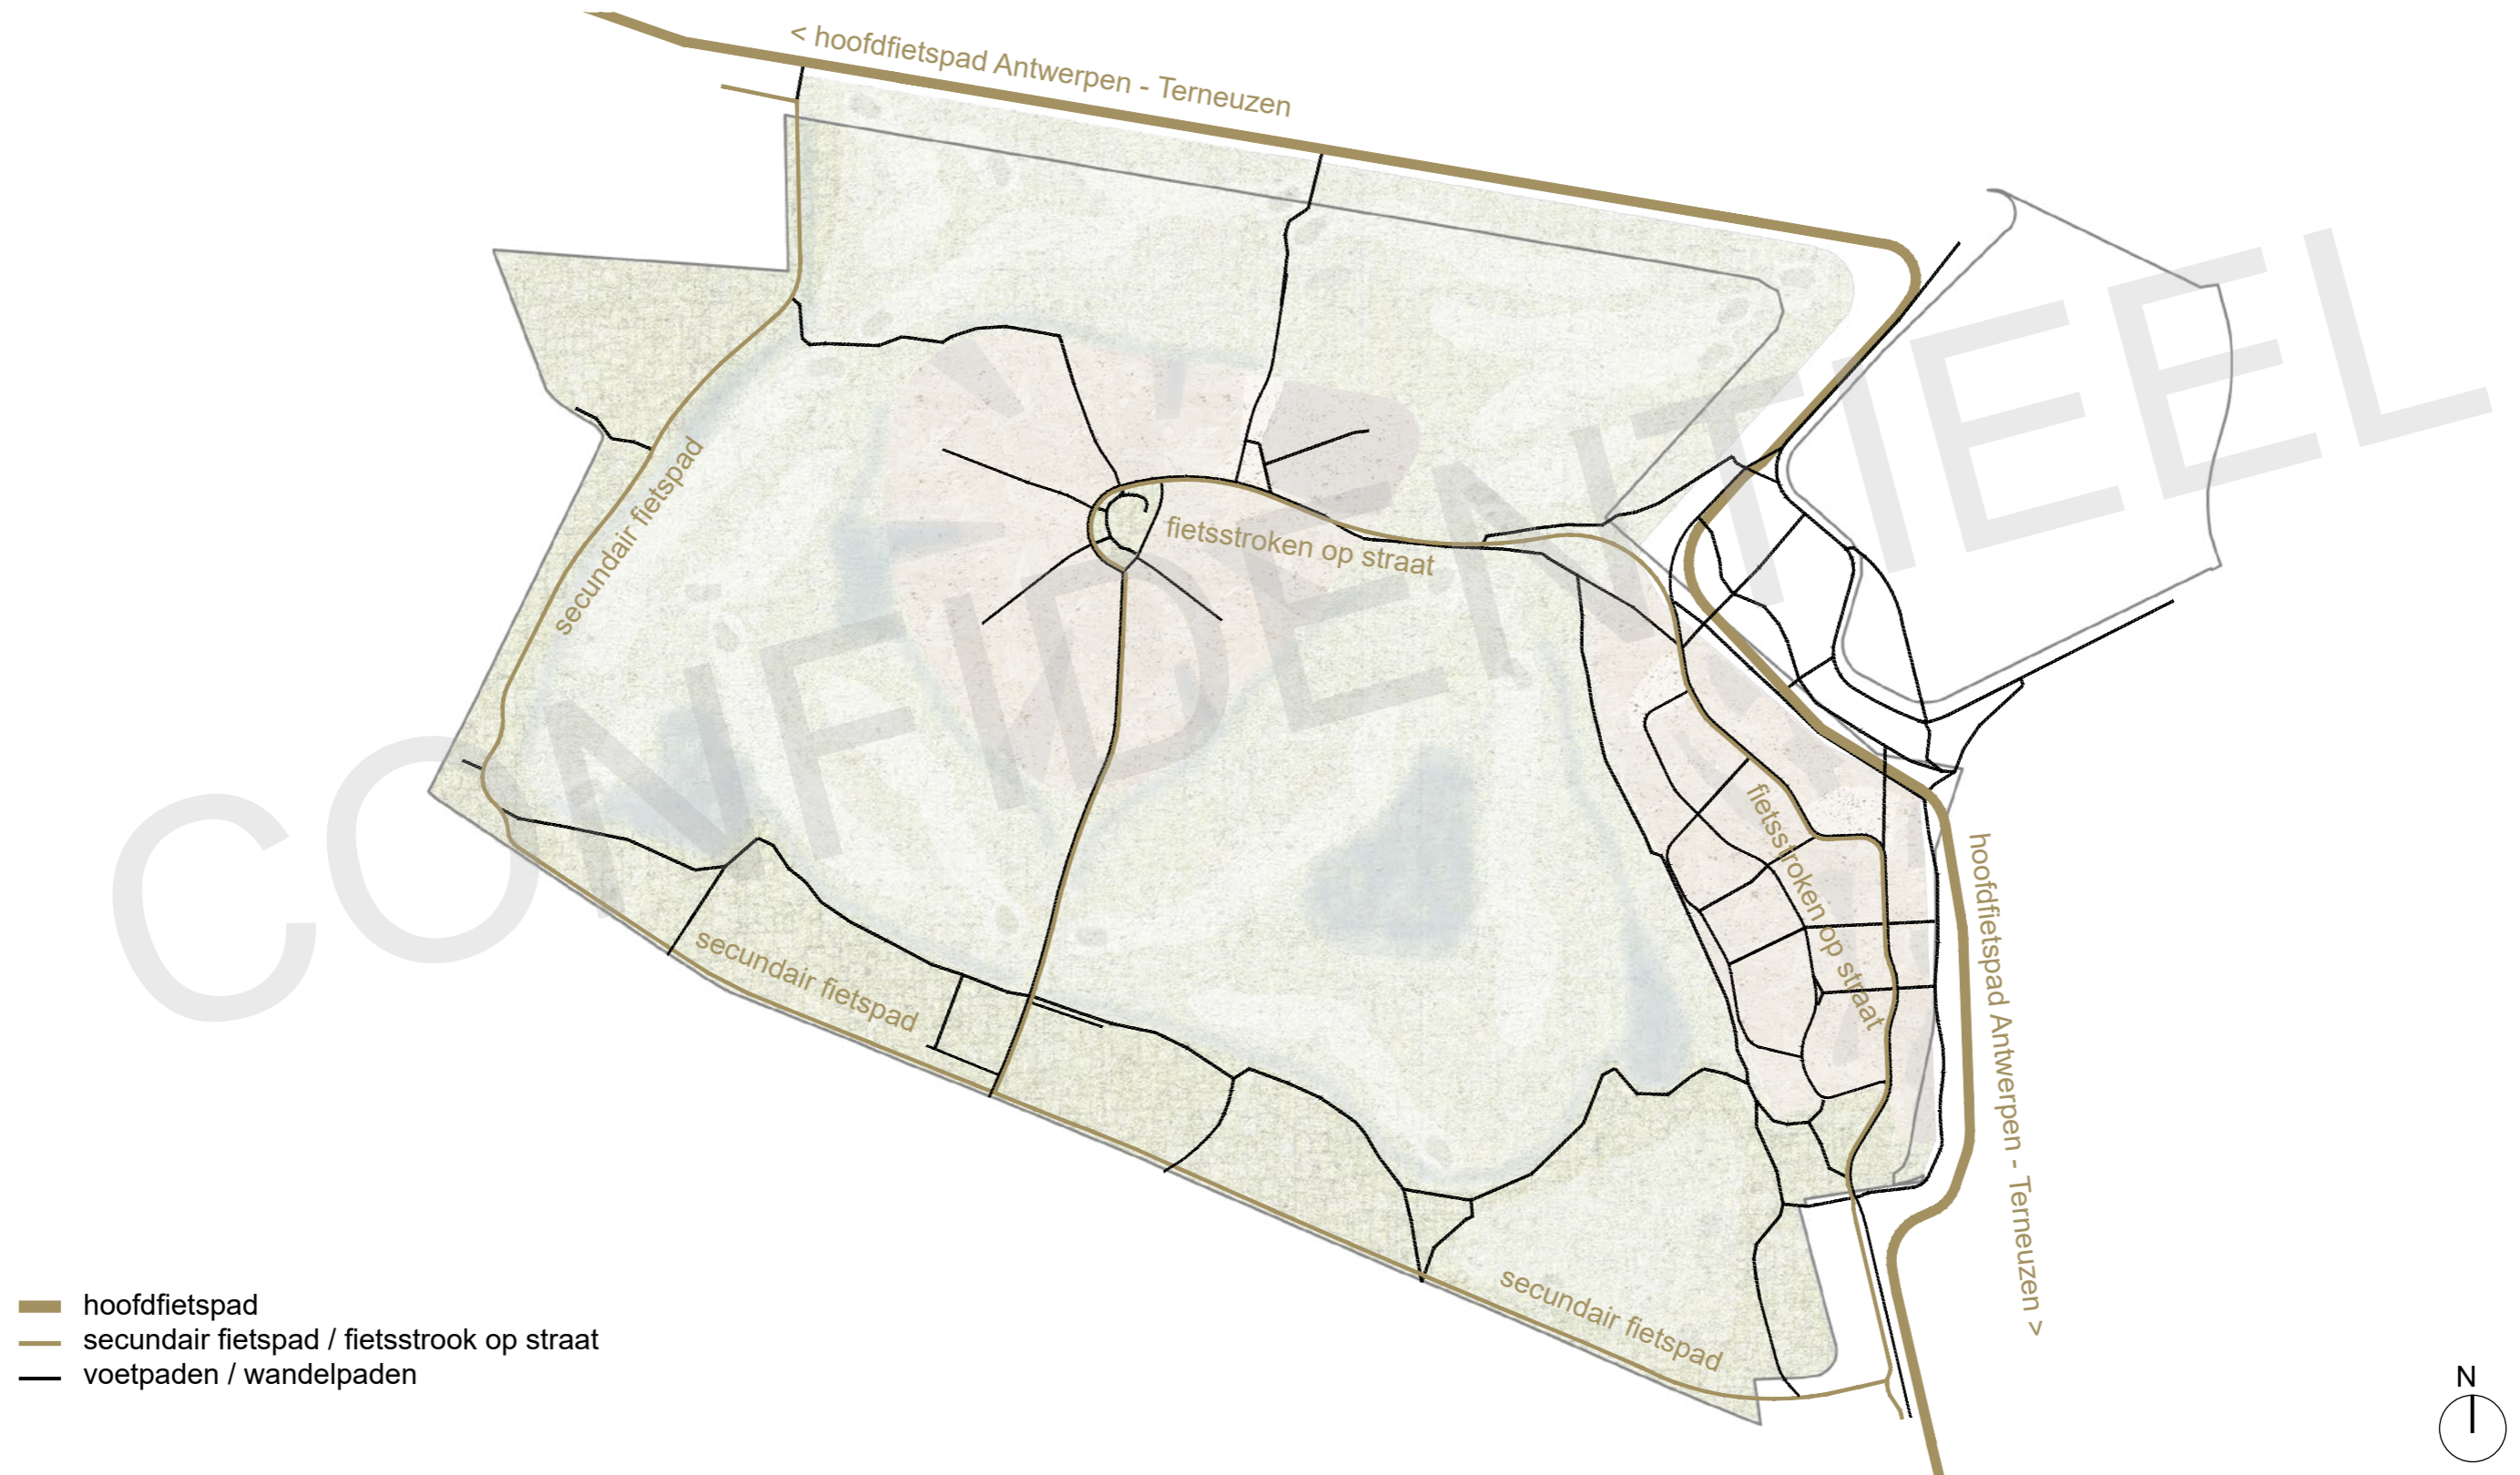 < hoofdfietspad Antwerpen - Terneuzen
secundair fietspad
fietsstroken op straat
CONFIDENTIEEL
fietsstroken op straat
hoofdfietspad Antwerpen - Terneuzen >
secundair fietspad
secundair fietspad
hoofdfietspad
secundair fietspad / fietsstrook op straat
voetpaden / wandelpaden
N